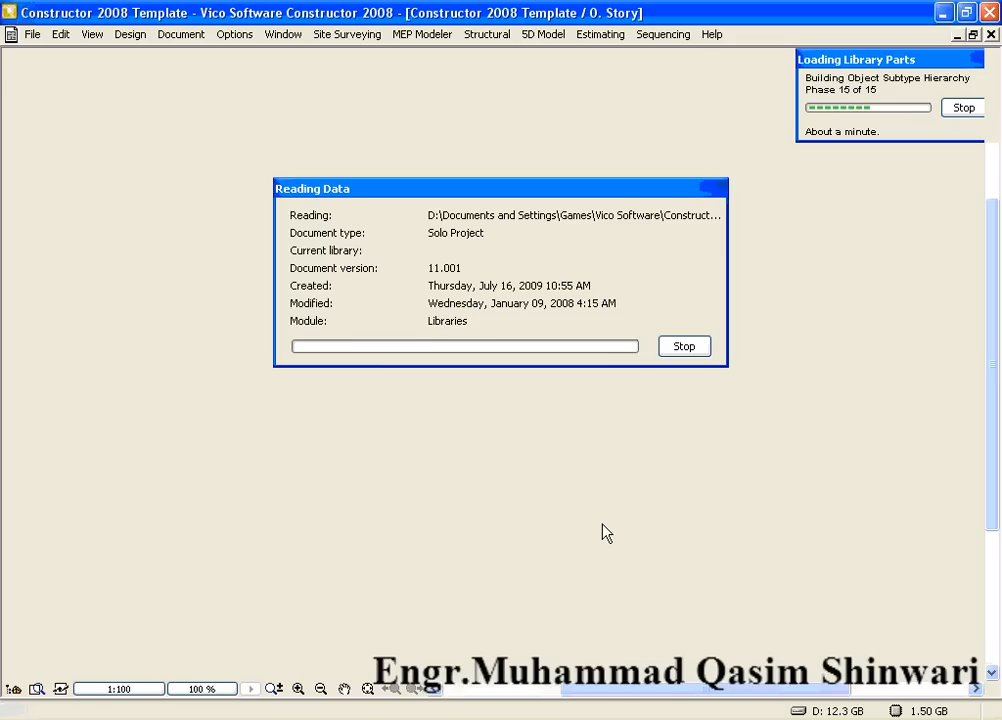 Constructor 2008 Template - Vico Software Constructor 2008 - [Constructor 2008 Template / 0. Story]
File Edit View Design Document Options Window Site Surveying MEP Modeler Structural 5D Model Estimating Sequencing Help
Loading Library Parts
Building Object Subtype Hierarchy
Phase 15 of 15
Stop
About a minute.
Reading Data
Reading: D:\Documents and Settings\Games\Vico Software\Construct...
Document type: Solo Project
Current library:
Document version: 11.001
Created: Thursday, July 16, 2009 10:55 AM
Modified: Wednesday, January 09, 2008 4:15 AM
Module: Libraries
Stop
Engr.Muhammad Qasim Shinwari
1:100 100 %
D: 12.3 GB 1.50 GB